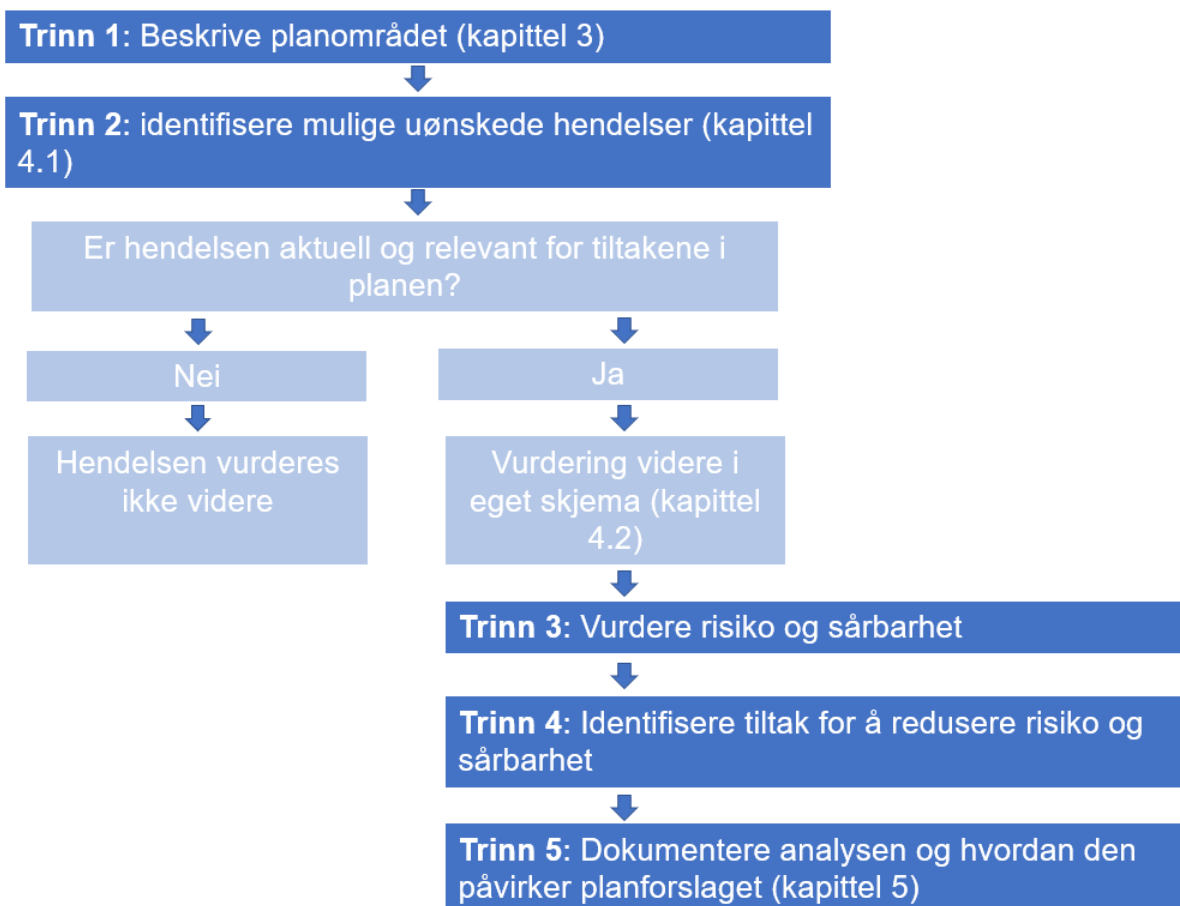 Trinn 1: Beskrive planområdet (kapittel 3)
Trinn 2: identifisere mulige uønskede hendelser (kapittel
4.1)
Er hendelsen aktuell og relevant for tiltakene i
planen?
Nei
Ja
Hendelsen vurderes
ikke videre
Vurdering videre i
eget skjema (kapittel
4.2)
Trinn 3: Vurdere risiko og sårbarhet
Trinn 4: Identifisere tiltak for å redusere risiko og
sårbarhet
Trinn 5: Dokumentere analysen og hvordan den
påvirker planforslaget (kapittel 5)